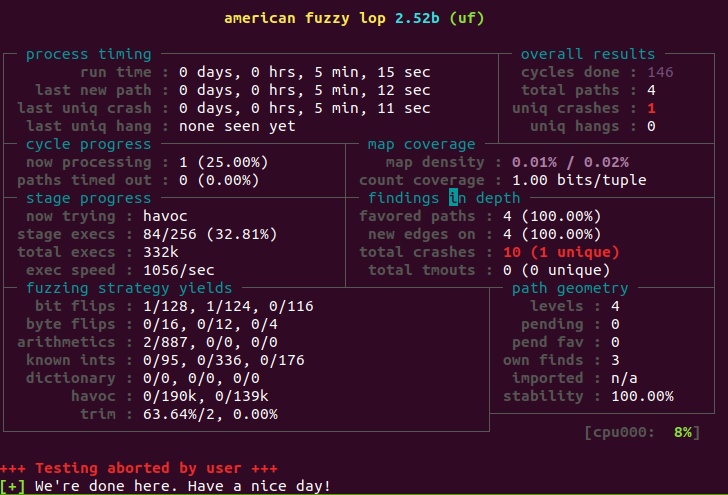 american fuzzy lop 2.52b (uf)
process timing overall results
run time : 0 days, 0 hrs, 5 min, 15 sec cycles done : 146
last new path : 0 days, 0 hrs, 5 min, 12 sec total paths : 4
last uniq crash : 0 days, 0 hrs, 5 min, 11 sec uniq crashes : 1
last uniq hang : none seen yet uniq hangs : 0
cycle progress map coverage
now processing : 1 (25.00%) map density : 0.01% / 0.02%
paths timed out : 0 (0.00%) count coverage : 1.00 bits/tuple
stage progress findings in depth
now trying : havoc favored paths : 4 (100.00%)
stage execs : 84/256 (32.81%) new edges on : 4 (100.00%)
total execs : 332k total crashes : 10 (1 unique)
exec speed : 1056/sec total tmouts : 0 (0 unique)
fuzzing strategy yields path geometry
bit flips : 1/128, 1/124, 0/116 levels : 4
byte flips : 0/16, 0/12, 0/4 pending : 0
arithmetics : 2/887, 0/0, 0/0 pend fav : 0
known ints : 0/95, 0/336, 0/176 own finds : 3
dictionary : 0/0, 0/0, 0/0 imported : n/a
havoc : 0/190k, 0/139k stability : 100.00%
trim : 63.64%/2, 0.00%
[cpu000: 8%]
+++ Testing aborted by user +++
[+] We're done here. Have a nice day!